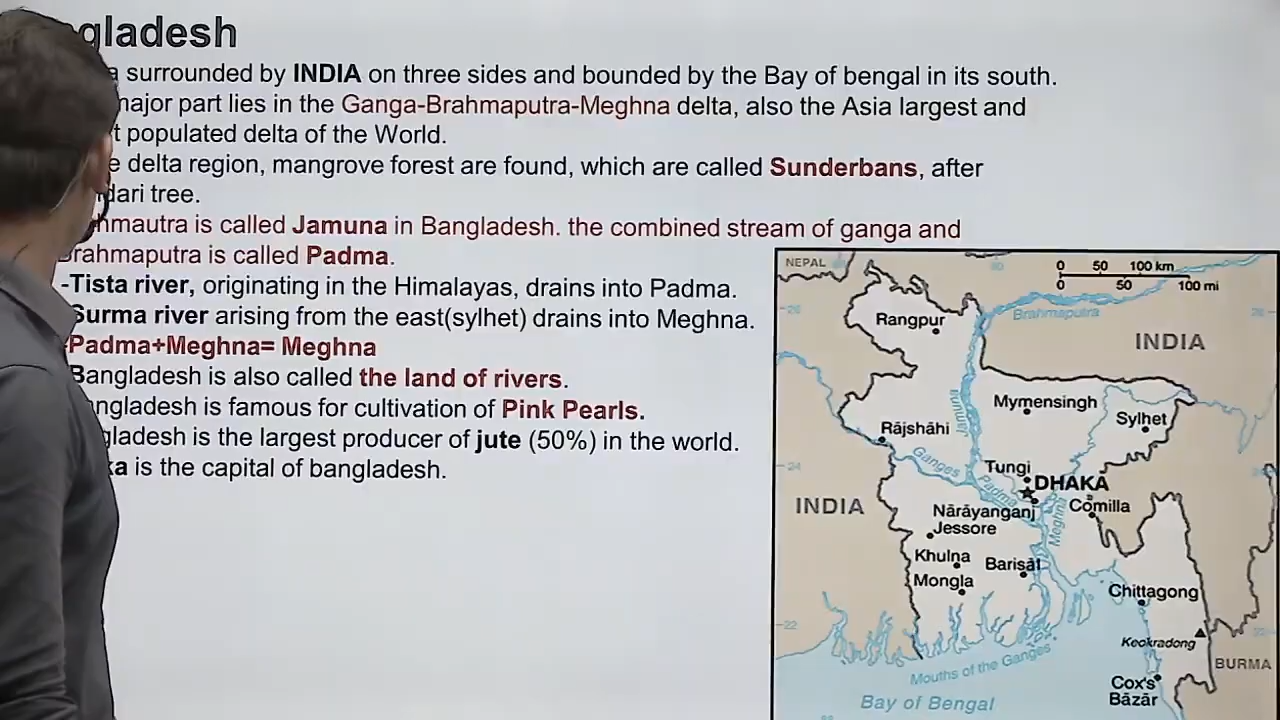 gladesh
surrounded by INDIA on three sides and bounded by the Bay of bengal in its south.
major part lies in the Ganga-Brahmaputra-Meghna delta, also the Asia largest and
populated delta of the World.
delta region, mangrove forest are found, which are called Sunderbans, after
dari tree.
hmautra is called Jamuna in Bangladesh. the combined stream of ganga and
Brahmaputra is called Padma.
-Tista river, originating in the Himalayas, drains into Padma.
Surma river arising from the east(sylhet) drains into Meghna.
-Padma+Meghna= Meghna
Bangladesh is also called the land of rivers.
ngladesh is famous for cultivation of Pink Pearls.
gladesh is the largest producer of jute (50%) in the world.
ka is the capital of bangladesh.
NEPAL
0 50 100 km
0 50 100 mi
Brahmaputra
26
Rangpur
INDIA
Jamuna
Mymensingh
Sylhet
Rājshāhi
24
Ganges
Tungi
DHAKA
Padma
INDIA
Nārāyanganj
Meghna
Comilla
Jessore
Khulna
Barisāl
Mongla
Chittagong
22
Keokradong
Mouths of the Ganges
BURMA
Cox's
Bāzār
Bay of Bengal